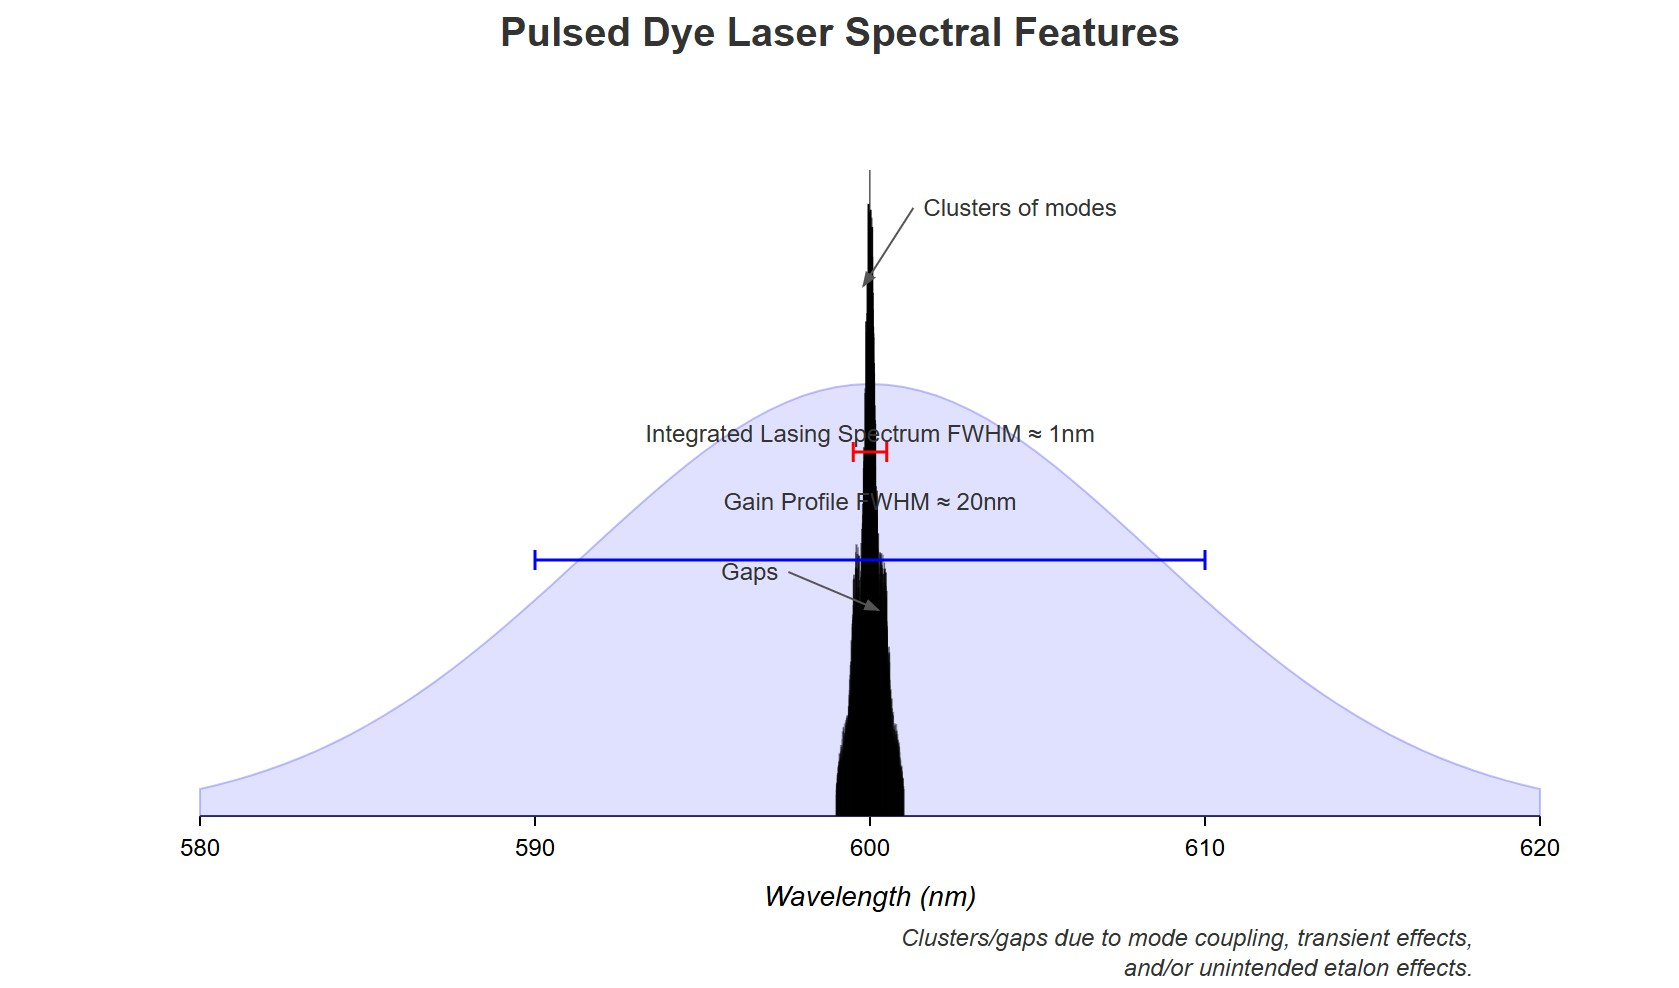 Pulsed Dye Laser Spectral Features
Clusters of modes
Integrated Lasing Spectrum FWHM ≈ 1nm
Gain Profile FWHM ≈ 20nm
Gaps
580 590 600 610 620
Wavelength (nm)
Clusters/gaps due to mode coupling, transient effects,
and/or unintended etalon effects.